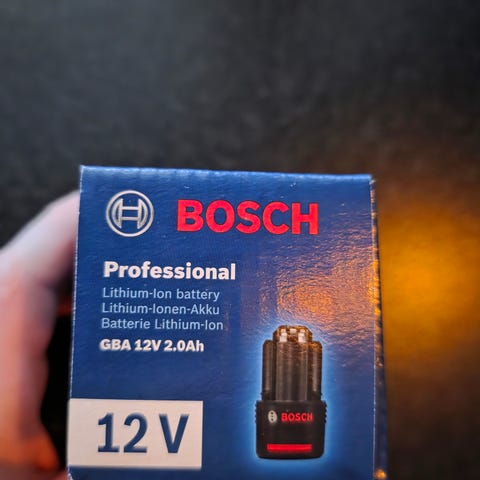 BOSCH
Professional
Lithium-Ion battery
Lithium-Ionen-Akku
Batterie Lithium-Ion
GBA 12V 2.0Ah
BOSCH
12 V